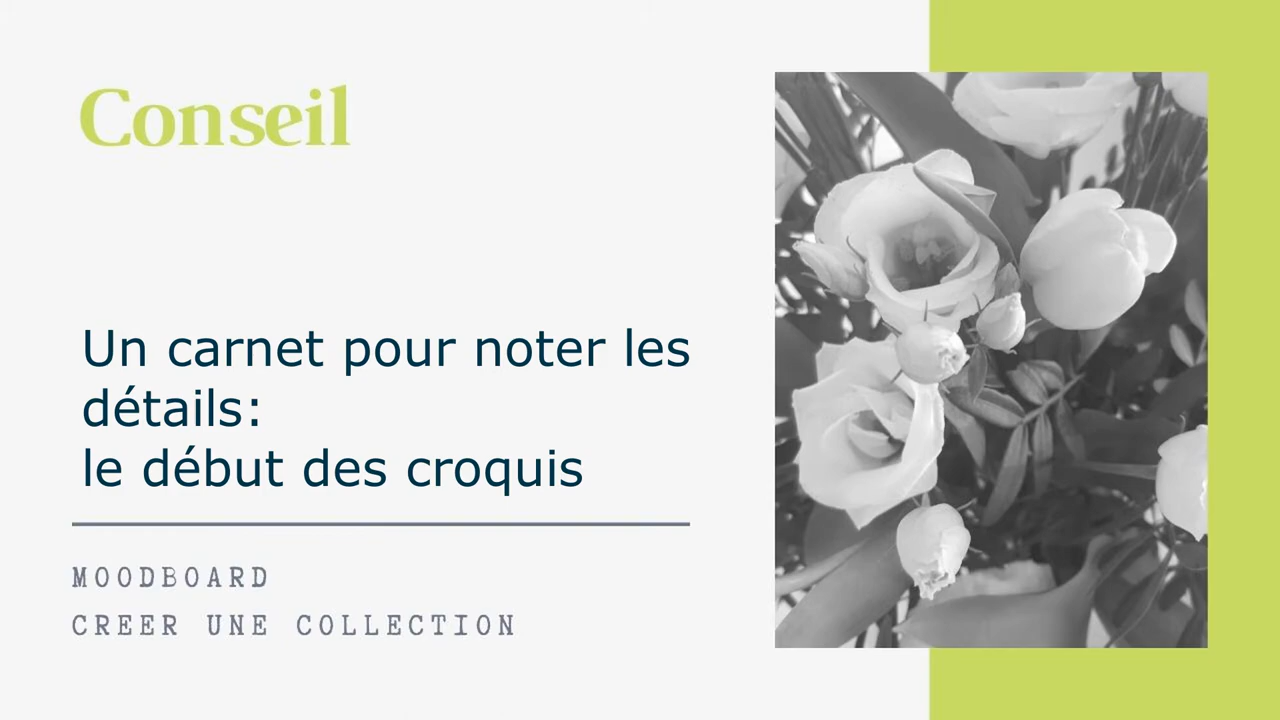 Conseil
Un carnet pour noter les
détails:
le début des croquis
MOODBOARD
CREER UNE COLLECTION